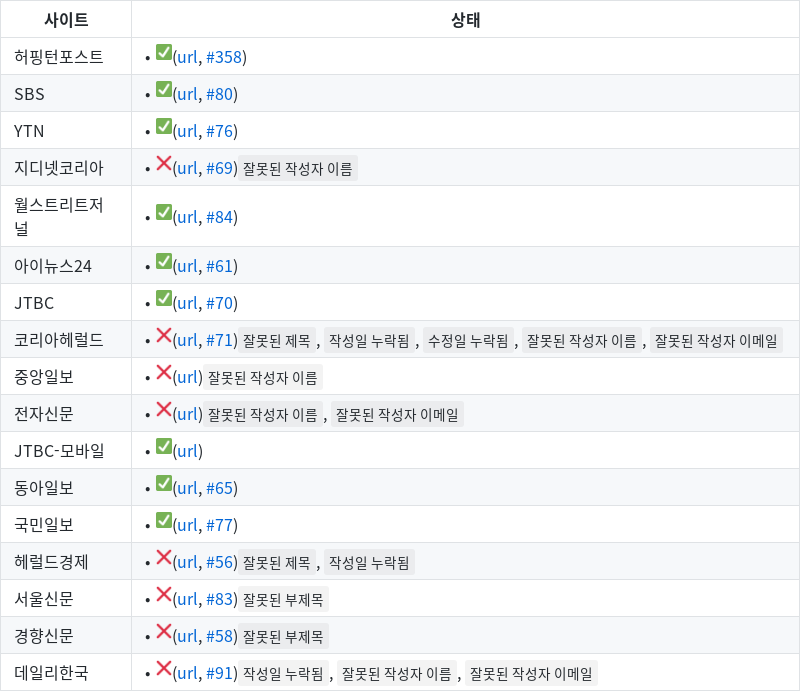 사이트 상태
허핑턴포스트 • ✅(url, #358)
SBS • ✅(url, #80)
YTN • ✅(url, #76)
지디넷코리아 • ❌(url, #69) 잘못된 작성자 이름
월스트리트저
널 • ✅(url, #84)
아이뉴스24 • ✅(url, #61)
JTBC • ✅(url, #70)
코리아헤럴드 • ❌(url, #71) 잘못된 제목 , 작성일 누락됨 , 수정일 누락됨 , 잘못된 작성자 이름 , 잘못된 작성자 이메일
중앙일보 • ❌(url) 잘못된 작성자 이름
전자신문 • ❌(url) 잘못된 작성자 이름 , 잘못된 작성자 이메일
JTBC-모바일 • ✅(url)
동아일보 • ✅(url, #65)
국민일보 • ✅(url, #77)
헤럴드경제 • ❌(url, #56) 잘못된 제목 , 작성일 누락됨
서울신문 • ❌(url, #83) 잘못된 부제목
경향신문 • ❌(url, #58) 잘못된 부제목
데일리한국 • ❌(url, #91) 작성일 누락됨 , 잘못된 작성자 이름 , 잘못된 작성자 이메일